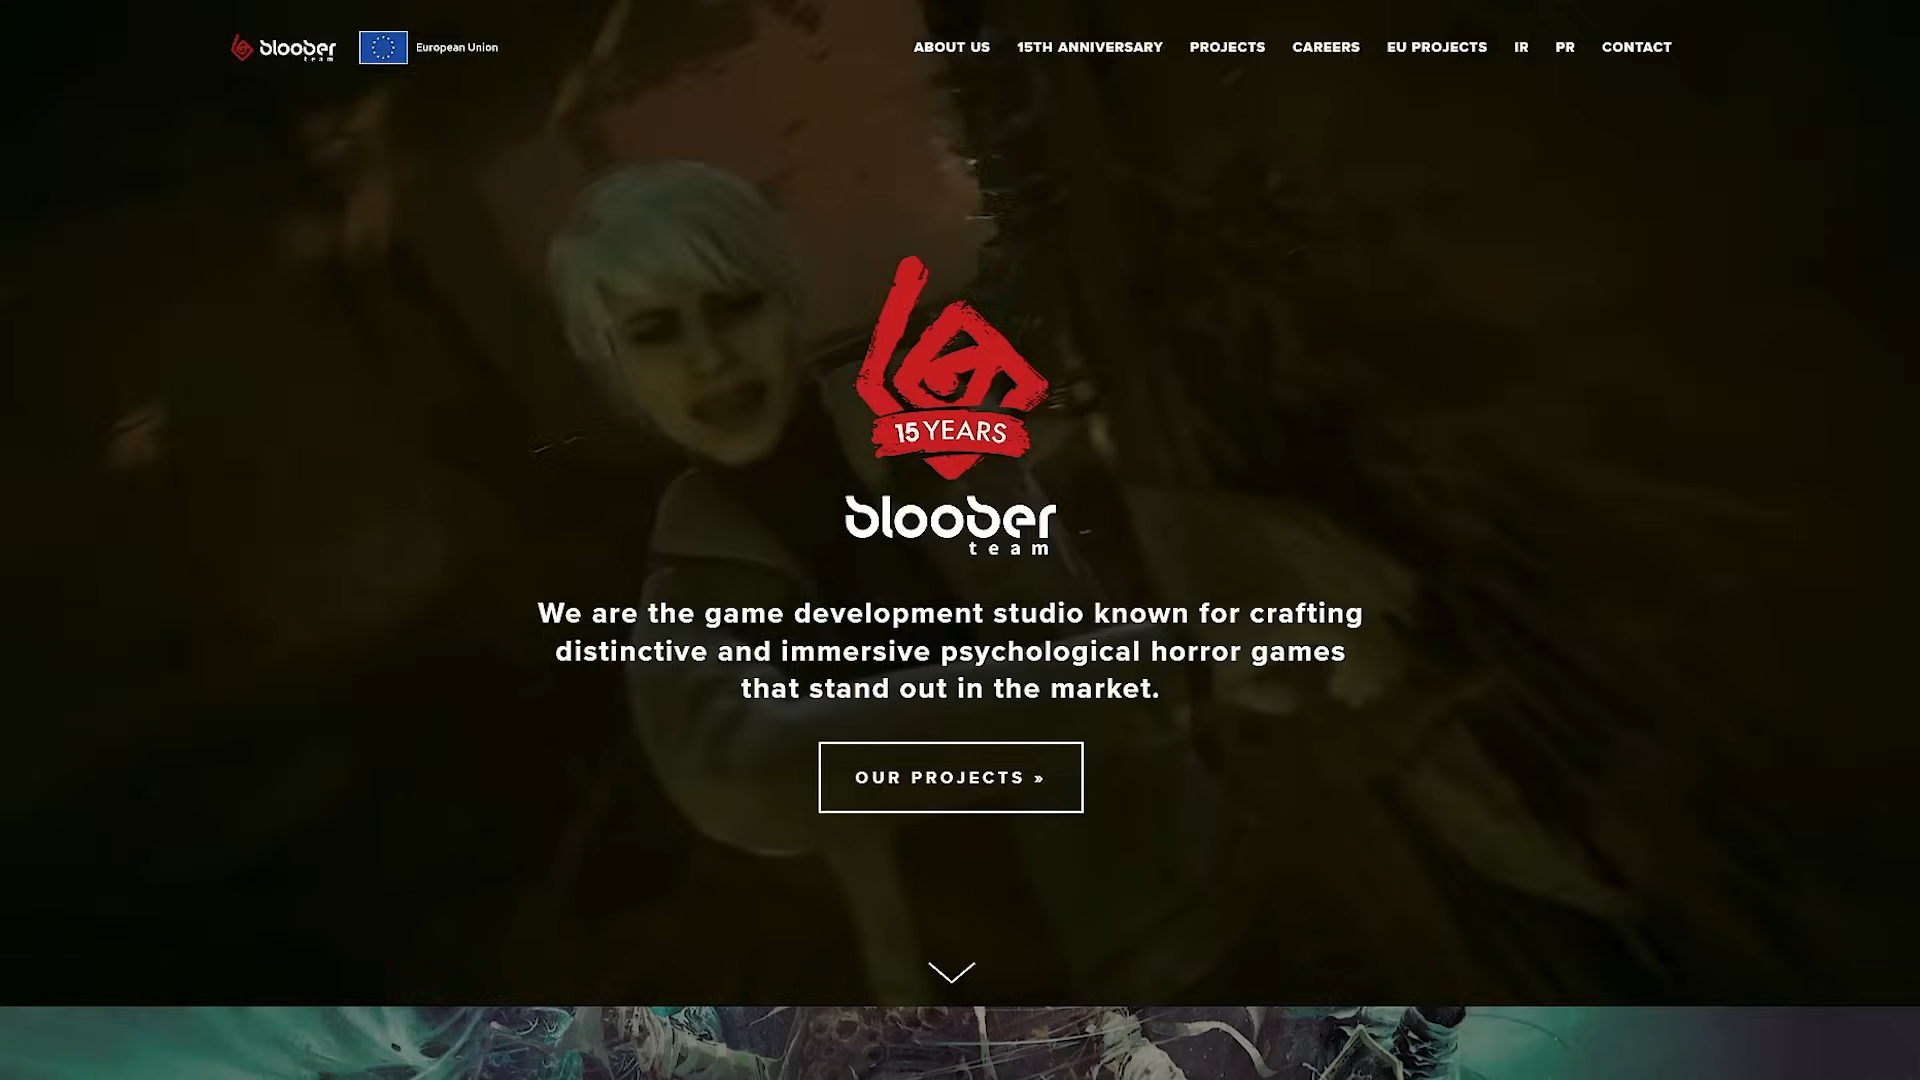 bloober
team
European Union
ABOUT US
15TH ANNIVERSARY
PROJECTS
CAREERS
EU PROJECTS
IR
PR
CONTACT
15 YEARS
bloober
team
We are the game development studio known for crafting
distinctive and immersive psychological horror games
that stand out in the market.
OUR PROJECTS »